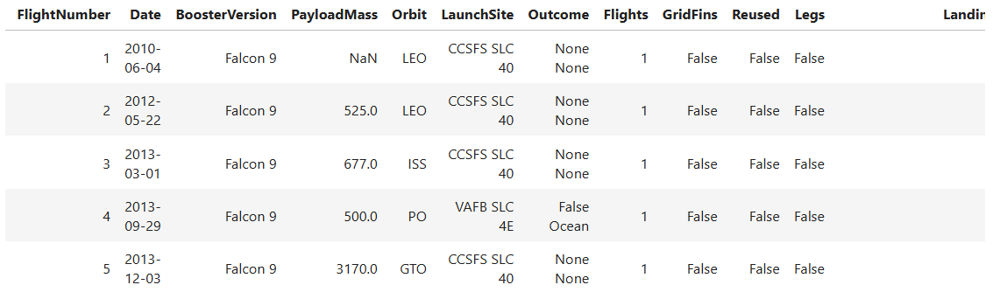 FlightNumber Date BoosterVersion PayloadMass Orbit LaunchSite Outcome Flights GridFins Reused Legs Landin
1 2010-06-04 Falcon 9 NaN LEO CCSFS SLC 40 None None 1 False False False
2 2012-05-22 Falcon 9 525.0 LEO CCSFS SLC 40 None None 1 False False False
3 2013-03-01 Falcon 9 677.0 ISS CCSFS SLC 40 None None 1 False False False
4 2013-09-29 Falcon 9 500.0 PO VAFB SLC 4E False Ocean 1 False False False
5 2013-12-03 Falcon 9 3170.0 GTO CCSFS SLC 40 None None 1 False False False